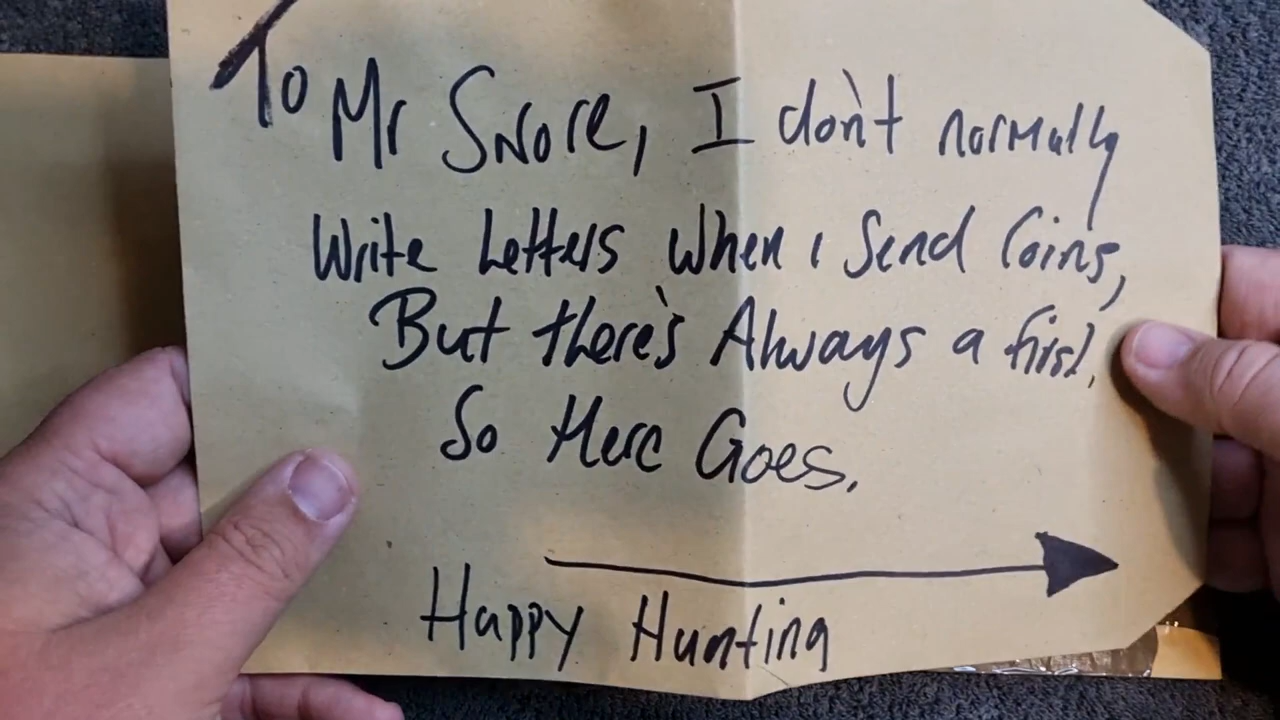 To Mr Snore, I don't normally
Write Letters when i Send Coins,
But there's Always a first,
So Here Goes.
Happy Hunting